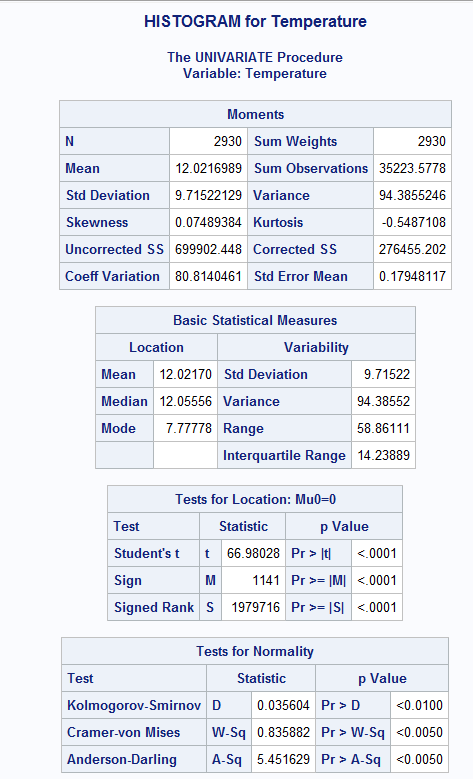 HISTOGRAM for Temperature
The UNIVARIATE Procedure
Variable: Temperature
Moments
N 2930 Sum Weights 2930
Mean 12.0216989 Sum Observations 35223.5778
Std Deviation 9.71522129 Variance 94.3855246
Skewness 0.07489384 Kurtosis -0.5487108
Uncorrected SS 699902.448 Corrected SS 276455.202
Coeff Variation 80.8140461 Std Error Mean 0.17948117
Basic Statistical Measures
Location Variability
Mean 12.02170 Std Deviation 9.71522
Median 12.05556 Variance 94.38552
Mode 7.77778 Range 58.86111
Interquartile Range 14.23889
Tests for Location: Mu0=0
Test Statistic p Value
Student's t t 66.98028 Pr > |t| <.0001
Sign M 1141 Pr >= |M| <.0001
Signed Rank S 1979716 Pr >= |S| <.0001
Tests for Normality
Test Statistic p Value
Kolmogorov-Smirnov D 0.035604 Pr > D <0.0100
Cramer-von Mises W-Sq 0.835882 Pr > W-Sq <0.0050
Anderson-Darling A-Sq 5.451629 Pr > A-Sq <0.0050